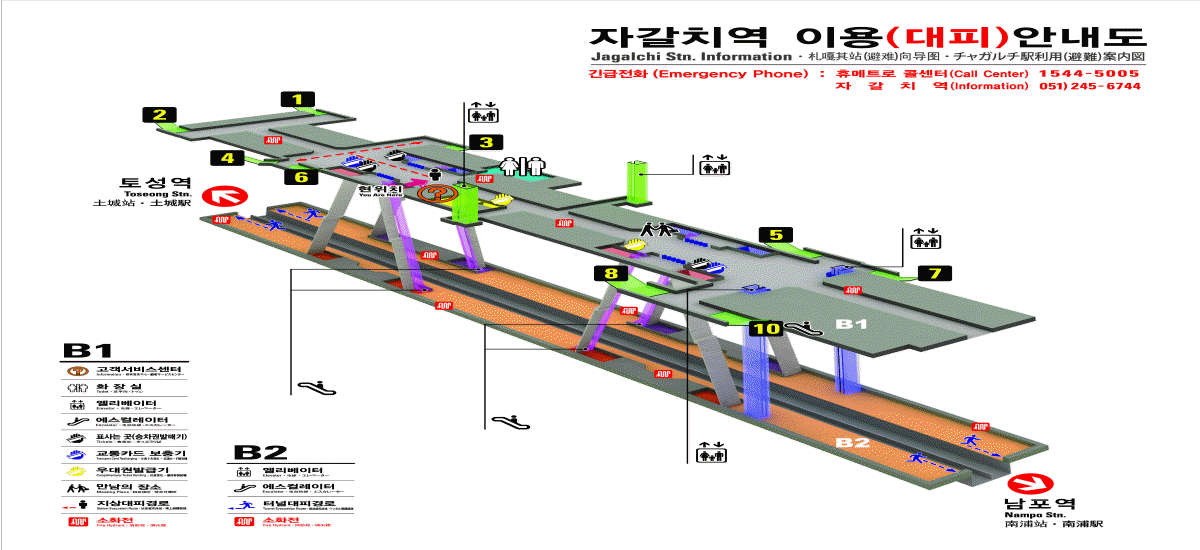 자갈치역 이용(대피)안내도
Jagalchi Stn. Information · 札嘎其站(避难)向导图 · チャガルチ駅利用(避難)案内図
긴급전화 (Emergency Phone) : 휴메트로 콜센터(Call Center) 1544-5005
자 갈 치 역(Information) 051) 245-6744
1
2
3
4
6
토성역
Toseong Stn.
土城站 · 土城駅
현위치
You Are Here
5
7
8
10
B1
B2
남포역
Nampo Stn.
南浦站 · 南浦駅
B1
고객서비스센터
화 장 실
엘리베이터
에스컬레이터
표사는 곳(승차권발매기)
교통카드 보충기
우대권발급기
만남의 장소
지상대피경로
소화전
B2
엘리베이터
에스컬레이터
터널대피경로
소화전